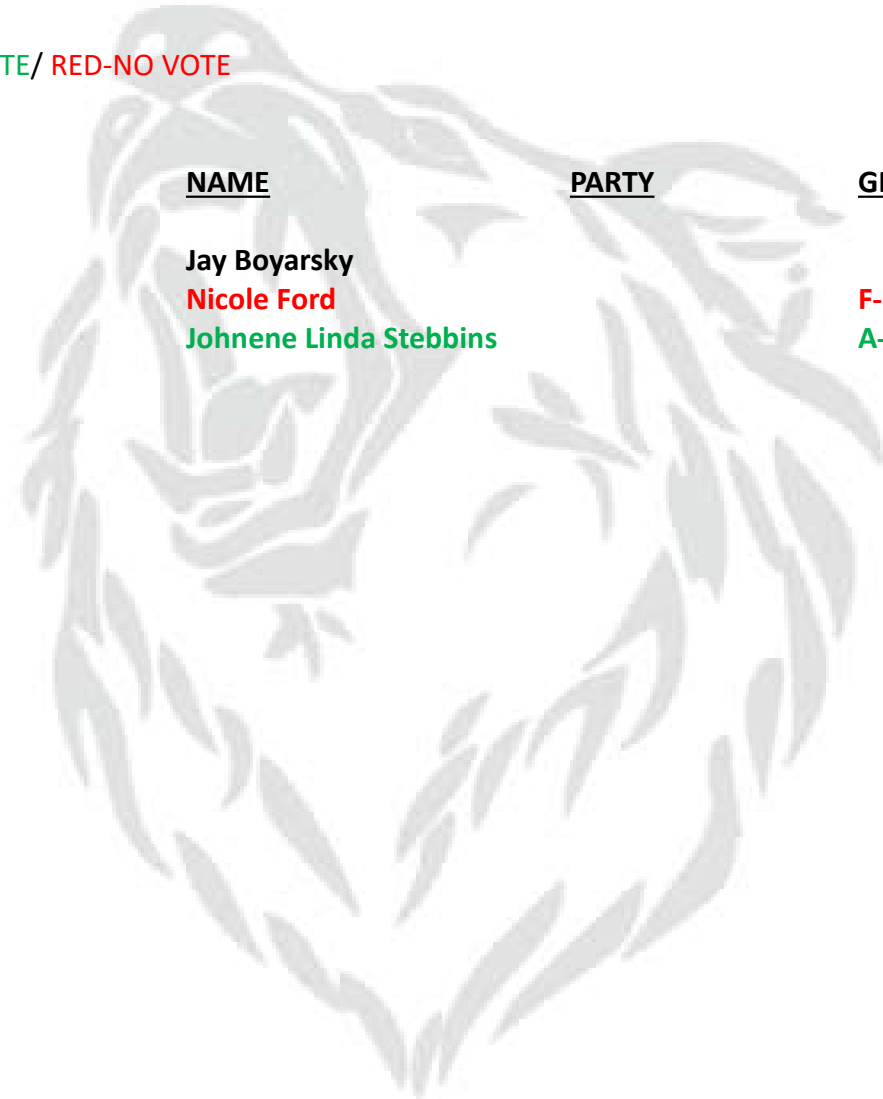 TE/ RED-NO VOTE
NAME PARTY
Jay Boyarsky
Nicole Ford F-
Johnene Linda Stebbins A-